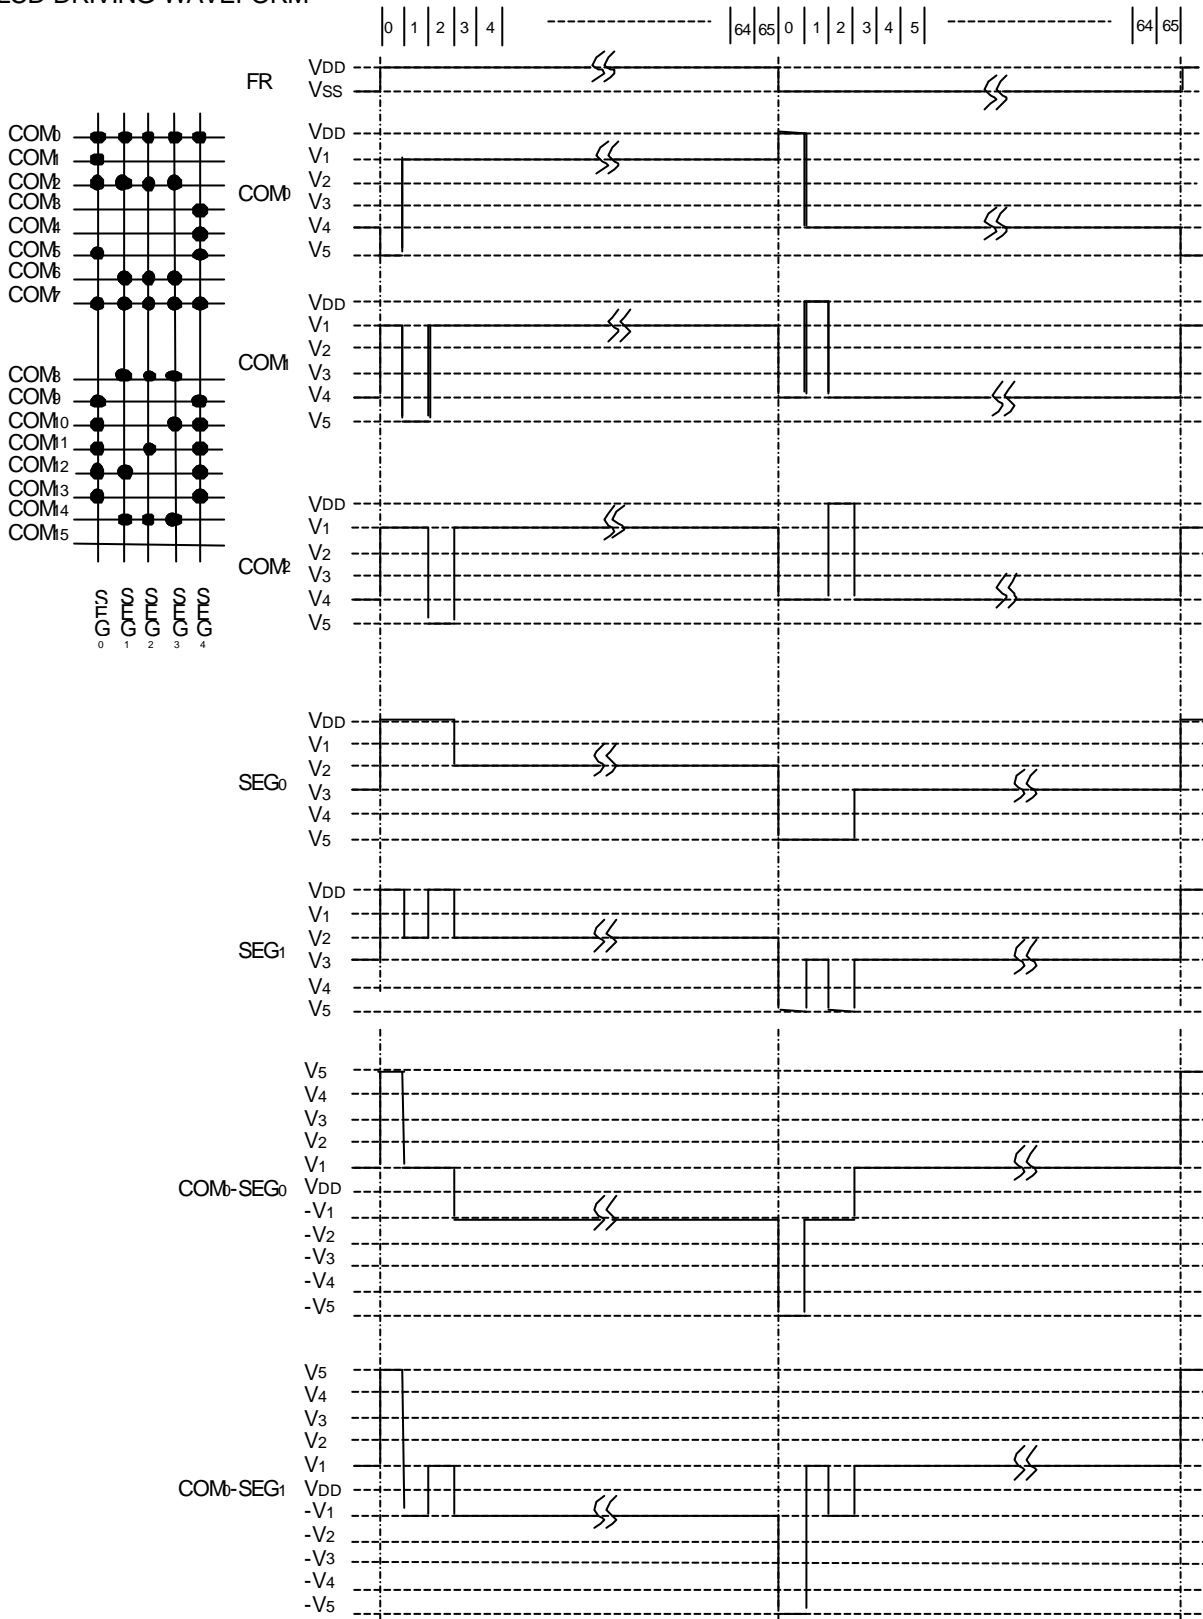 LCD DRIVING WAVEFORM
0 1 2 3 4 64 65 0 1 2 3 4 5 64 65
FR
VDD
VSS
COM0
COM1
COM2
COM3
COM4
COM5
COM6
COM7
COM8
COM9
COM10
COM11
COM12
COM13
COM14
COM15
SEG0
SEG1
SEG2
SEG3
SEG4
COM0
VDD
V1
V2
V3
V4
V5
COM1
VDD
V1
V2
V3
V4
V5
COM2
VDD
V1
V2
V3
V4
V5
SEG0
VDD
V1
V2
V3
V4
V5
SEG1
VDD
V1
V2
V3
V4
V5
COM0-SEG0
V5
V4
V3
V2
V1
VDD
-V1
-V2
-V3
-V4
-V5
COM0-SEG1
V5
V4
V3
V2
V1
VDD
-V1
-V2
-V3
-V4
-V5